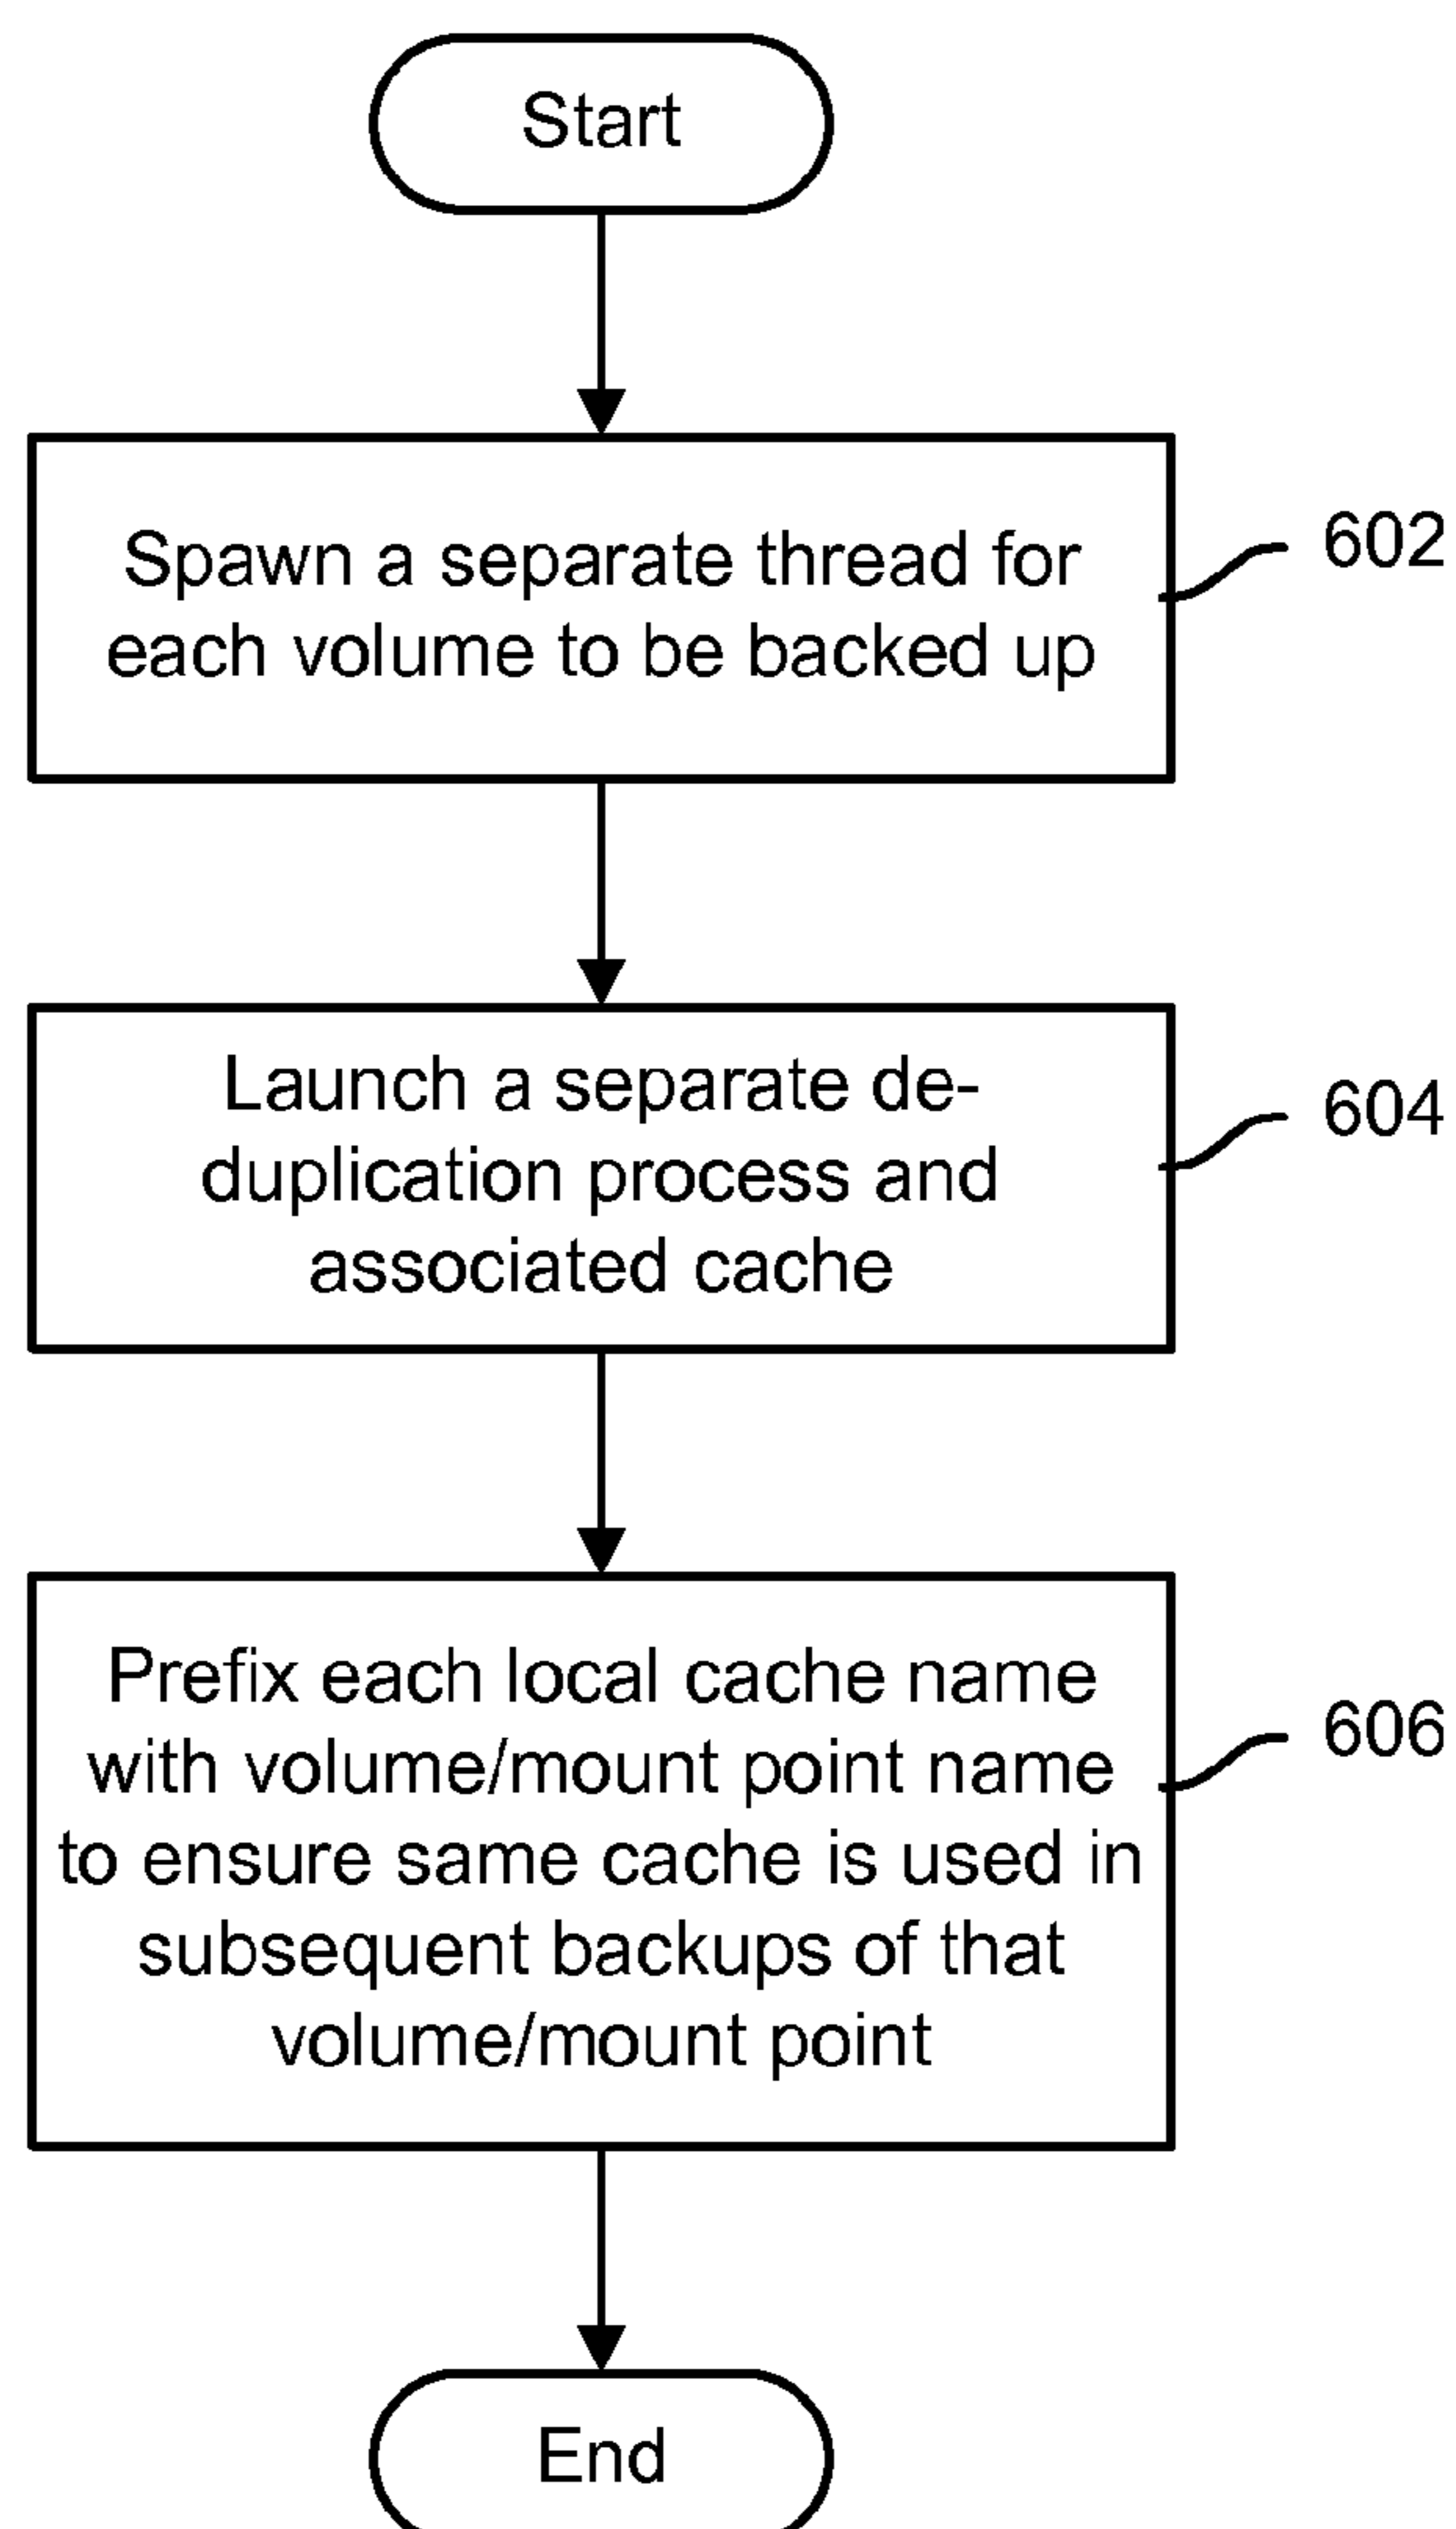 Start
Spawn a separate thread for
each volume to be backed up
602
Launch a separate de-
duplication process and
associated cache
604
Prefix each local cache name
with volume/mount point name
to ensure same cache is used in
subsequent backups of that
volume/mount point
606
End